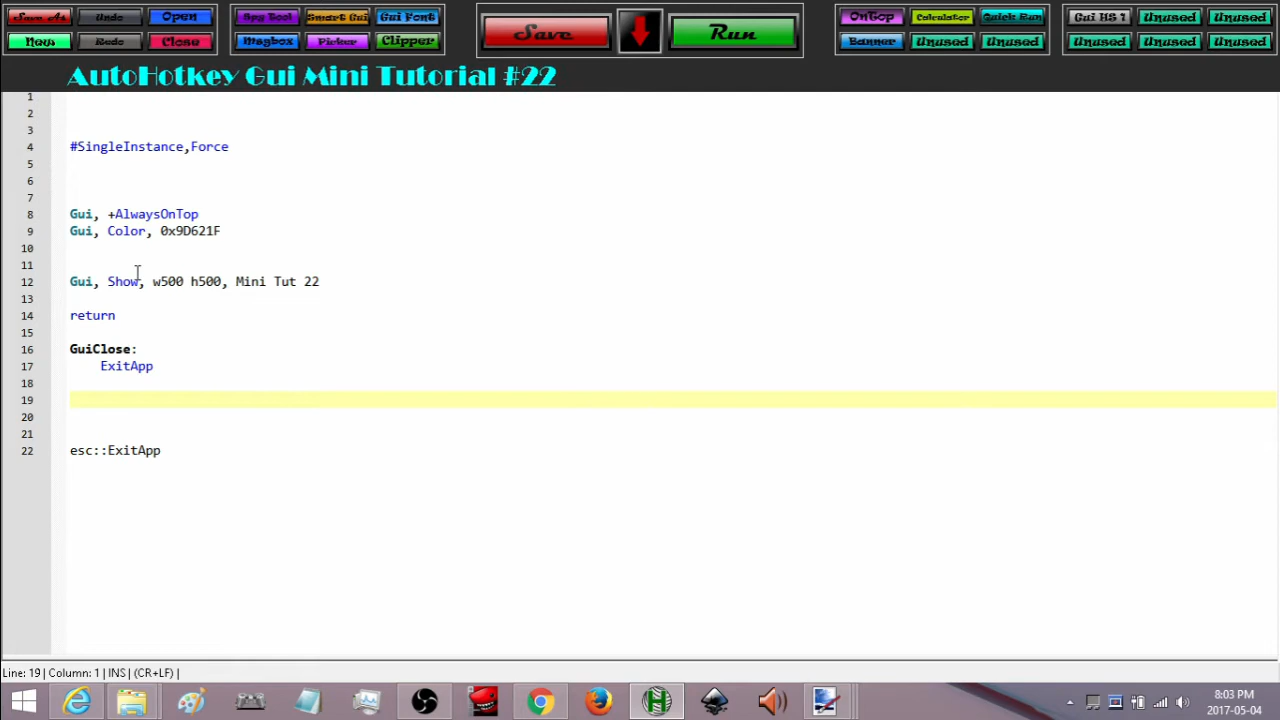 Save As Undo Open Spy Tool Smart Gui Gui Font Save Run OnTop Calculator Quick Run Gui HS 1 Unused Unused
New Redo Close Msgbox Picker Clipper Banner Unused Unused Unused Unused Unused
AutoHotkey Gui Mini Tutorial #22
1
2
3
4 #SingleInstance,Force
5
6
7
8 Gui, +AlwaysOnTop
9 Gui, Color, 0x9D621F
10
11
12 Gui, Show, w500 h500, Mini Tut 22
13
14 return
15
16 GuiClose:
17 ExitApp
18
19
20
21
22 esc::ExitApp
Line: 19 | Column: 1 | INS | (CR+LF) |
8:03 PM
2017-05-04